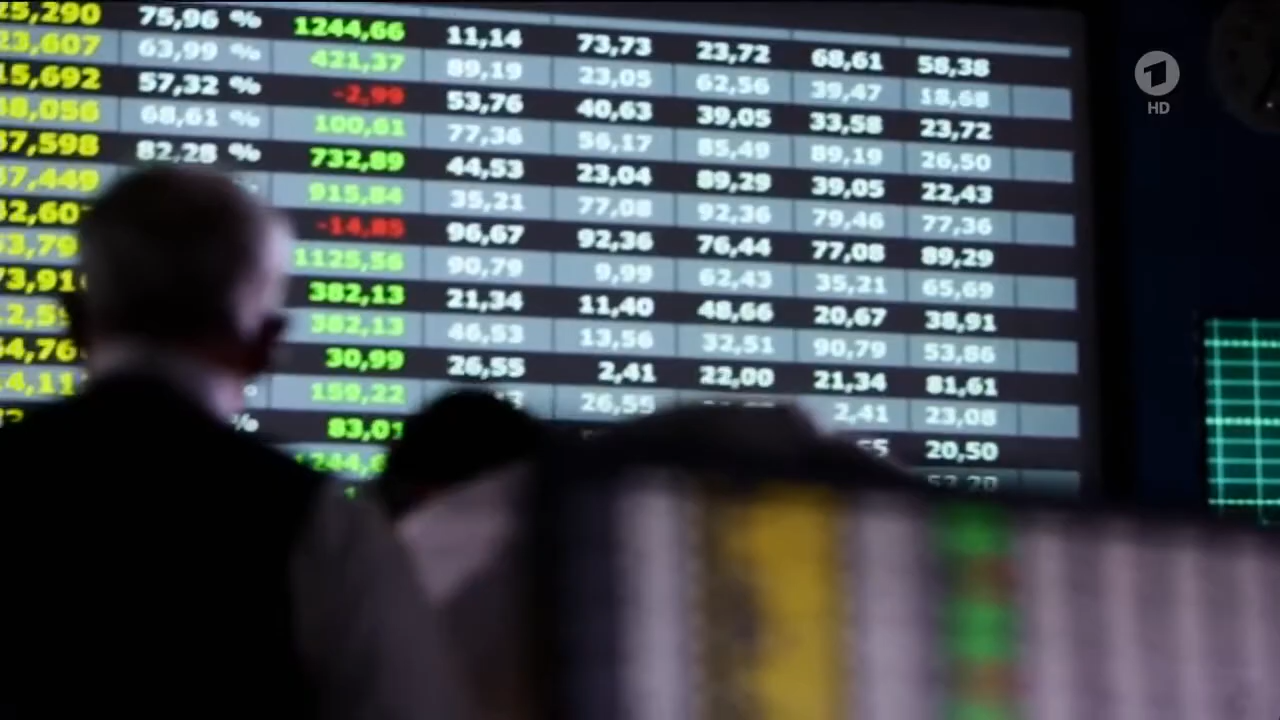 25,290 75,96 % 1244,66 11,14 73,73 23,72 68,61 58,38
23,607 63,99 % 421,37 89,19 23,05 62,56 39,47 18,68
15,692 57,32 % -2,99 53,76 40,63 39,05 33,58 23,72
18,056 68,61 % 100,61 77,36 56,17 85,49 89,19 26,50
37,598 82,28 % 732,89 44,53 23,04 89,29 39,05 22,43
57,449 915,84 35,21 77,08 92,36 79,46 77,36
-14,85 96,67 92,36 76,44 77,08 89,29
1125,56 90,79 9,99 62,43 35,21 65,69
382,13 21,34 11,40 48,66 20,67 38,91
382,13 46,53 13,56 32,51 90,79 53,86
30,99 26,55 2,41 22,00 21,34 81,61
159,22 26,55 2,41 23,08
% 83,01 20,50
1
HD